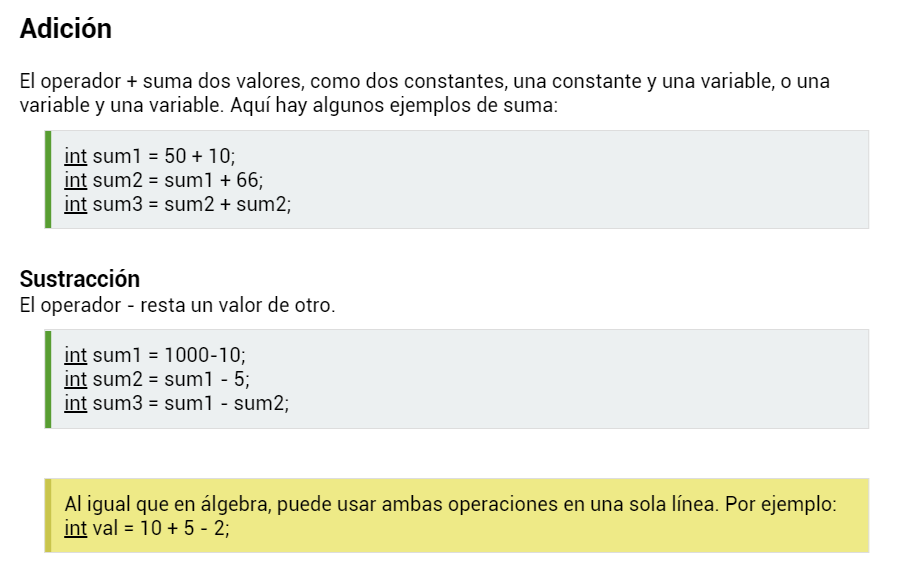 Adición
El operador + suma dos valores, como dos constantes, una constante y una variable, o una
variable y una variable. Aquí hay algunos ejemplos de suma:
int sum1 = 50 + 10;
int sum2 = sum1 + 66;
int sum3 = sum2 + sum2;
Sustracción
El operador - resta un valor de otro.
int sum1 = 1000-10;
int sum2 = sum1 - 5;
int sum3 = sum1 - sum2;
Al igual que en álgebra, puede usar ambas operaciones en una sola línea. Por ejemplo:
int val = 10 + 5 - 2;